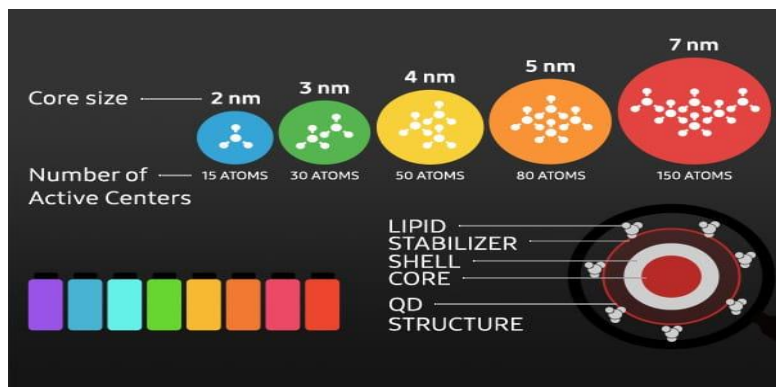 Core size
2 nm
3 nm
4 nm
5 nm
7 nm
Number of
Active Centers
15 ATOMS
30 ATOMS
50 ATOMS
80 ATOMS
150 ATOMS
LIPID
STABILIZER
SHELL
CORE
QD
STRUCTURE